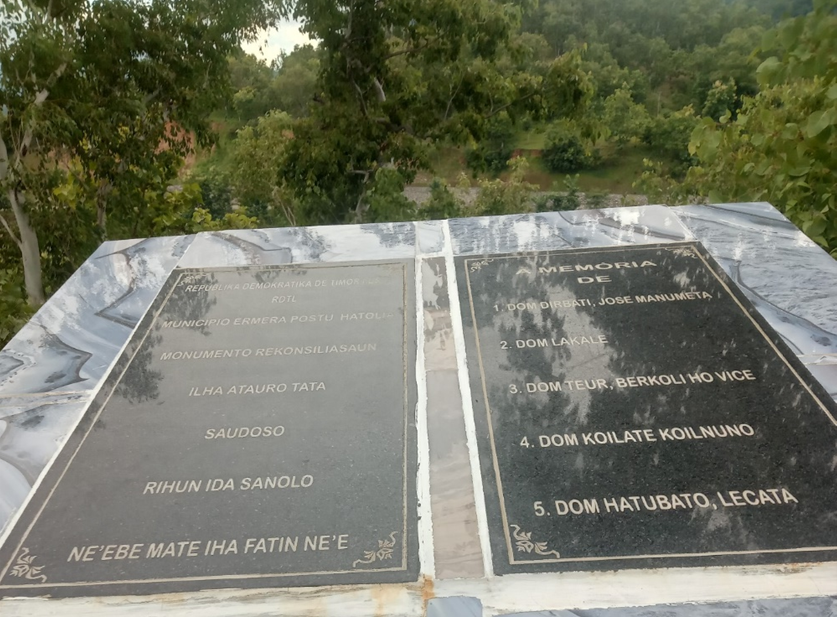 REPUBLIKA DEMOKRATIKA DE TIMOR
RDTL
MUNICIPIO ERMERA POSTU HATOLIA
MONUMENTO REKONSILIASAUN
ILHA ATAURO TATA
SAUDOSO
RIHUN IDA SANOLO
NE'EBE MATE IHA FATIN NE'E
A MEMÓRIA
DE
1. DOM DIRBATI, JOSE MANUMETA
2. DOM LAKALE
3. DOM TEUR, BERKOLI HO VICE
4. DOM KOILATE KOILNUNO
5. DOM HATUBATO, LECATA